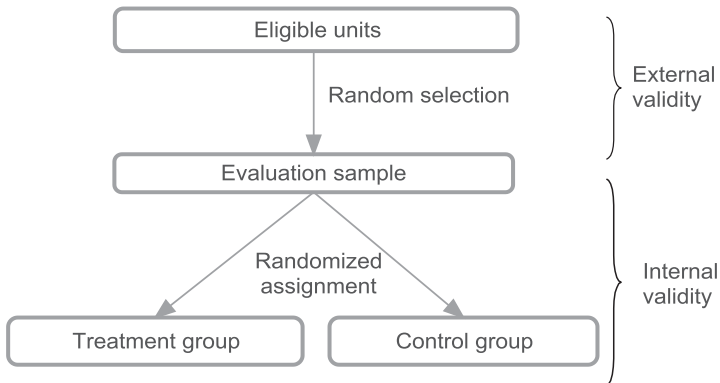 Eligible units
Random selection
External
validity
Evaluation sample
Randomized
assignment
Internal
validity
Treatment group
Control group